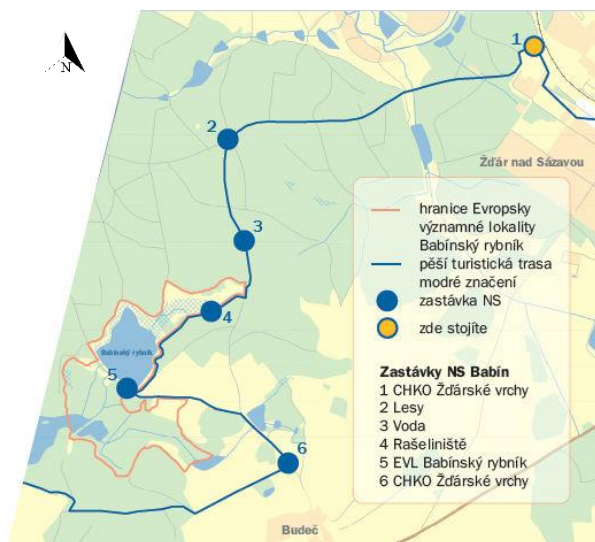 N
1
2
Žďár nad Sázavou
3
4
Babínský rybník
5
6
Budeč
hranice Evropsky
významné lokality
Babínský rybník
pěší turistická trasa
modré značení
zastávka NS
zde stojíte
Zastávky NS Babín
1 CHKO Žďárské vrchy
2 Lesy
3 Voda
4 Rašeliniště
5 EVL Babínský rybník
6 CHKO Žďárské vrchy